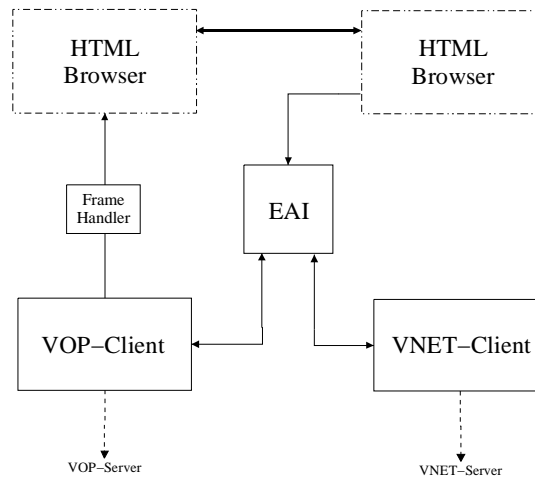 HTML
Browser
HTML
Browser
Frame
Handler
EAI
VOP−Client
VNET−Client
VOP−Server
VNET−Server